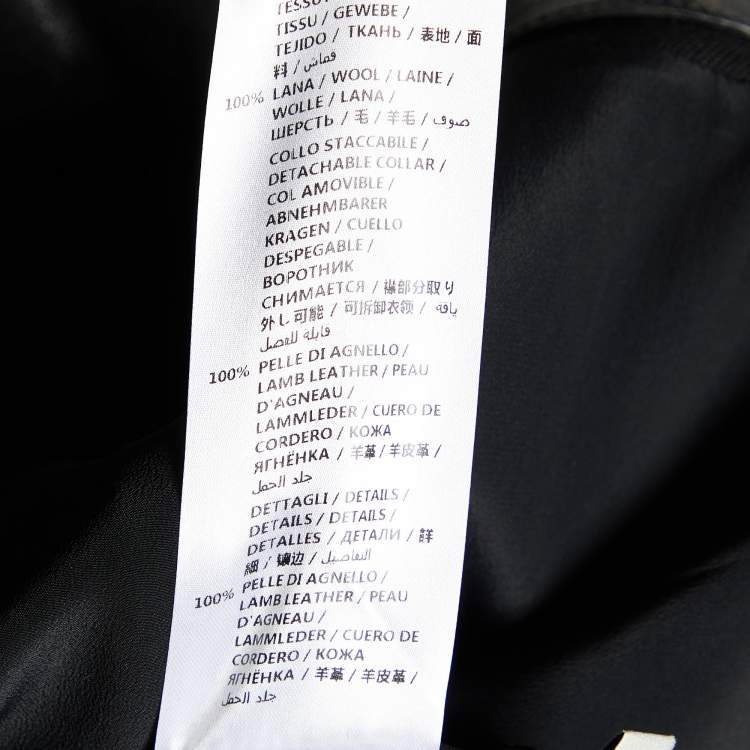 TESSUT
TISSU / GEWEBE /
TEJIDO / ТКАНЬ / 表地 / 面
料 / قماش
100% LANA / WOOL / LAINE /
WOLLE / LANA /
ШЕРСТЬ / 毛 / 羊毛 / صوف
COLLO STACCABILE /
DETACHABLE COLLAR /
COL AMOVIBLE /
ABNEHMBARER
KRAGEN / CUELLO
DESPEGABLE /
ВОРОТНИК
СНИМАЕТСЯ / 襟部分取り
外し可能 / 可拆卸衣领 / ياقة
قابلة للفصل
100% PELLE DI AGNELLO /
LAMB LEATHER / PEAU
D'AGNEAU /
LAMMLEDER / CUERO DE
CORDERO / КОЖА
ЯГНЁНКА / 羊革 / 羊皮革 /
جلد الحمل
DETTAGLI / DETAILS /
DETAILS / DETAILS /
DETALLES / ДЕТАЛИ / 詳
細 / 镶边 / التفاصيل
100% PELLE DI AGNELLO /
LAMB LEATHER / PEAU
D'AGNEAU /
LAMMLEDER / CUERO DE
CORDERO / КОЖА
ЯГНЁНКА / 羊革 / 羊皮革 /
جلد الحمل